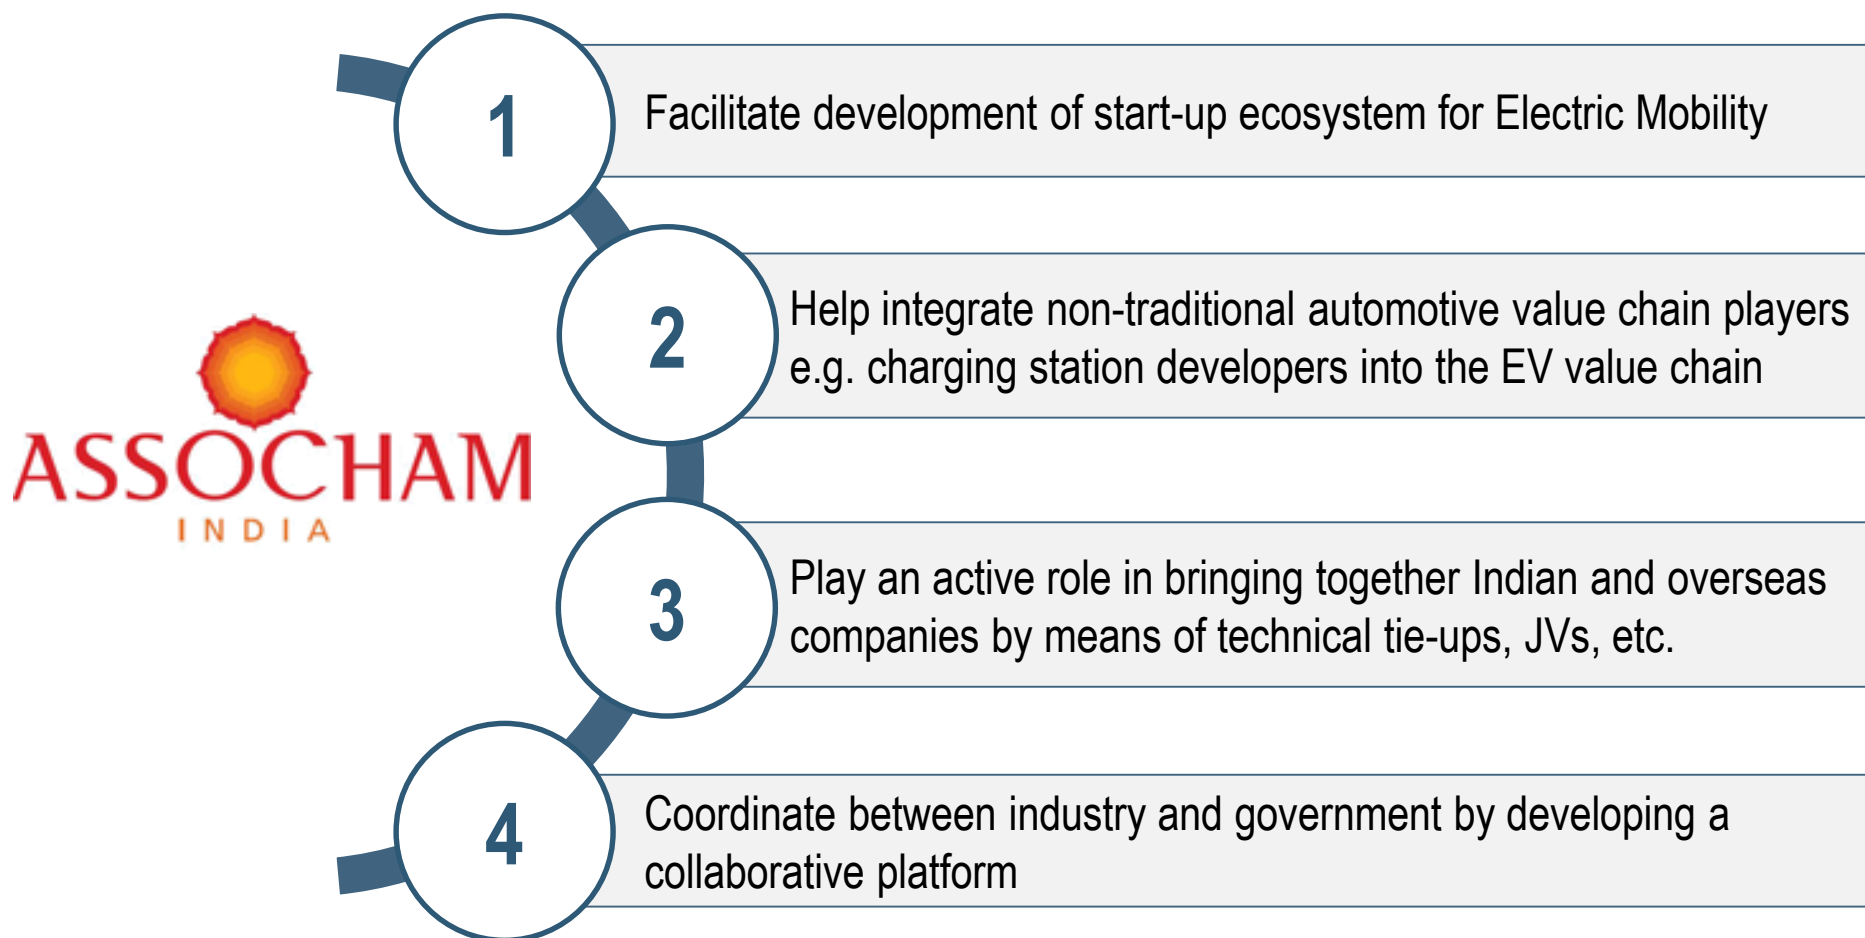 ASSOCHAM
INDIA
1
Facilitate development of start-up ecosystem for Electric Mobility
2
Help integrate non-traditional automotive value chain players
e.g. charging station developers into the EV value chain
3
Play an active role in bringing together Indian and overseas
companies by means of technical tie-ups, JVs, etc.
4
Coordinate between industry and government by developing a
collaborative platform